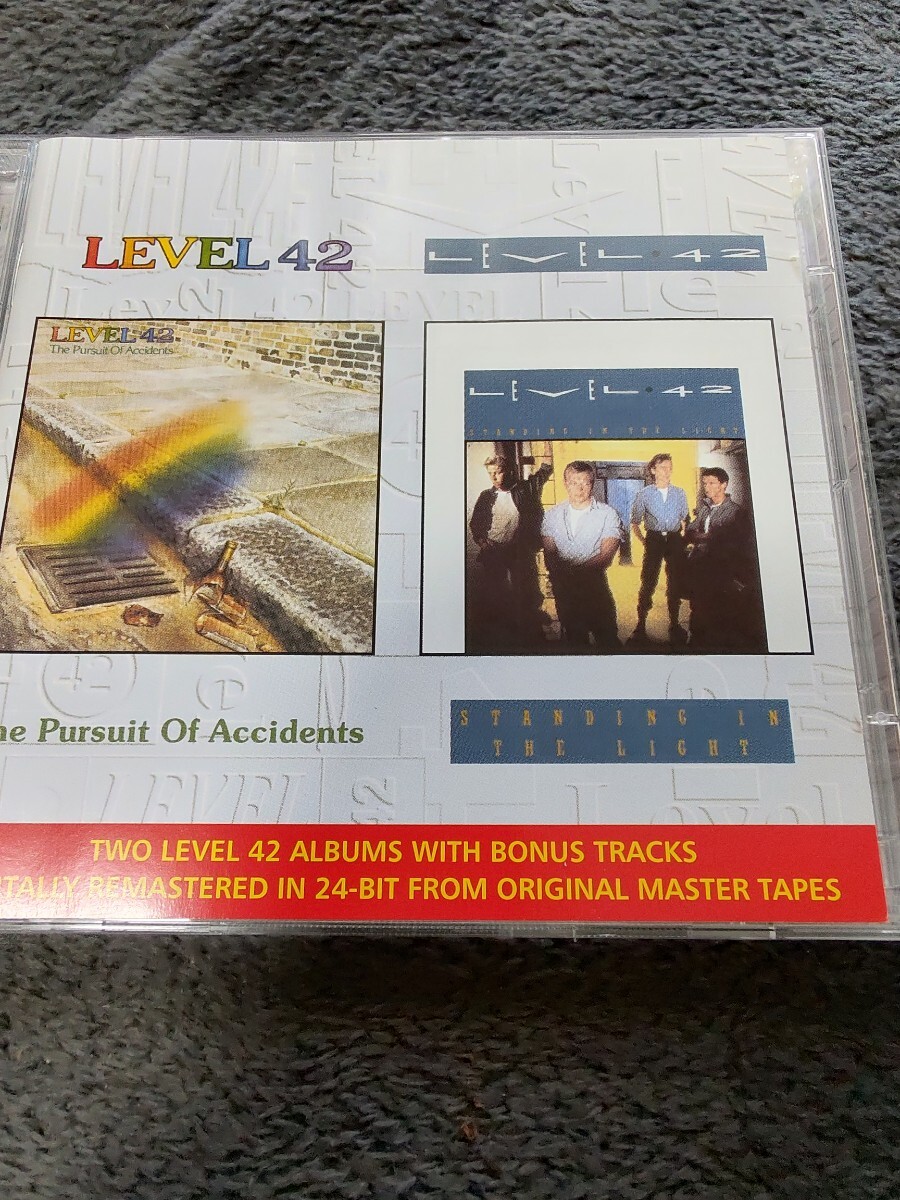 LEVEL 42
LEVEL 42
LEVEL 42
The Pursuit Of Accidents
LEVEL 42
STANDING IN THE LIGHT
he Pursuit Of Accidents
STANDING IN
THE LIGHT
TWO LEVEL 42 ALBUMS WITH BONUS TRACKS
TALLY REMASTERED IN 24-BIT FROM ORIGINAL MASTER TAPES